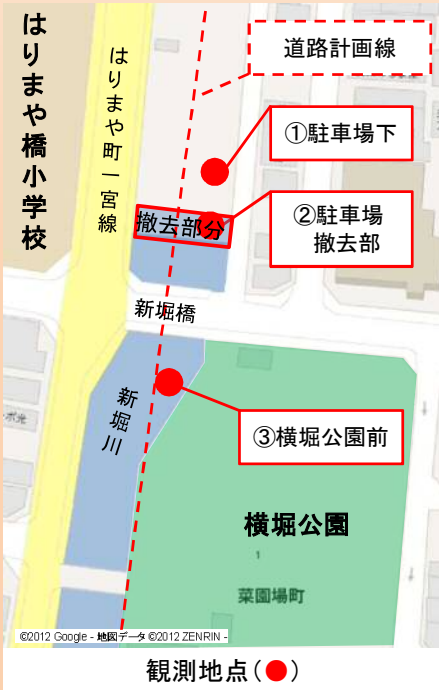 はりまや橋小学校
はりまや町一宮線
道路計画線
①駐車場下
撤去部分
②駐車場
撤去部
新堀橋
新堀川
③横堀公園前
横堀公園
1
菜園場町
©2012 Google - 地図データ ©2012 ZENRIN -
観測地点(●)